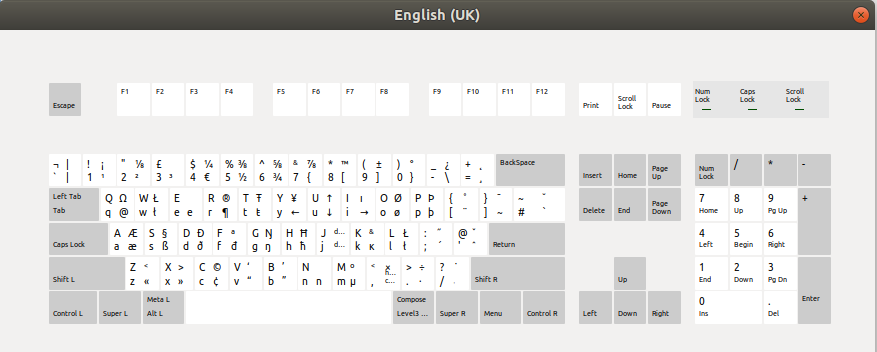 English (UK)
Escape F1 F2 F3 F4 F5 F6 F7 F8 F9 F10 F11 F12 Print Scroll Lock Pause Num Lock Caps Lock Scroll Lock
¬ | ! ¡ " ⅛ £ $ ¼ % ⅜ ^ ⅝ & ⅞ * ™ ( ± ) ° _ ¿ + BackSpace Insert Home Page Up Num Lock / * -
` | 1 2 ² 3 ³ 4 € 5 ½ 6 ¾ 7 { 8 [ 9 ] 0 } - \ =
Left Tab Q Ω W Ł E R ® T Ŧ Y ¥ U ↑ I ı O Ø P Þ { } ~ Delete End Page Down 7 8 9 +
Tab q @ w ł e e r ¶ t ŧ y ← u ↓ i → o ø p þ [ ] ~ # Home Up Pg Up
A Æ S § D Ð F ª G Ŋ H Ħ J K & L Ł : @ 4 5 6
Caps Lock a æ s ß d ð f đ g ŋ h ħ j k ĸ l ł ; ' Return Left Begin Right
Z < X > C © V ‘ B ’ N M º < × > ÷ ? Up 1 2 3
Shift L z « x » c ¢ v “ b ” n n m µ , . · / Shift R End Down Pg Dn
Meta L Compose 0 . Enter
Control L Super L Alt L Level3 ... Super R Menu Control R Left Down Right Ins Del